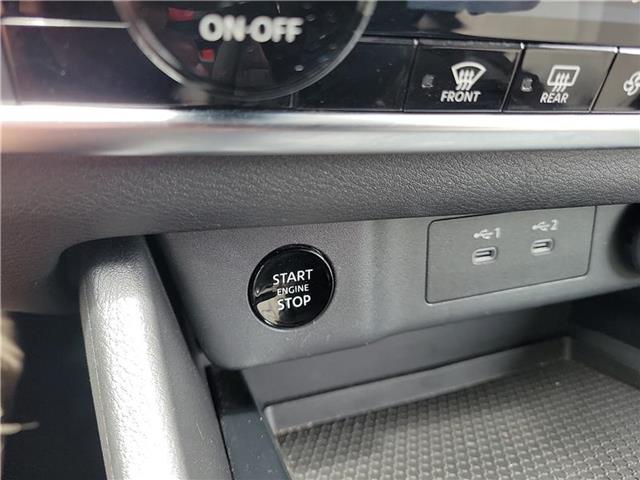 ON-OFF
FRONT
REAR
1
2
START
ENGINE
STOP